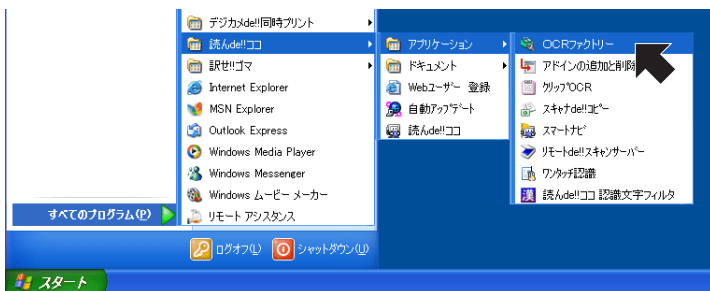 デジカメde!!同時プリント
読んde!!ココ
訳せ!!ゴマ
Internet Explorer
MSN Explorer
Outlook Express
Windows Media Player
Windows Messenger
Windows ムービー メーカー
リモート アシスタンス
すべてのプログラム(P)
ログオフ(L)
シャットダウン(U)
スタート
アプリケーション
ドキュメント
Webユーザー 登録
自動アップデート
読んde!!ココ
OCRファクトリー
アドインの追加と削除
クリップOCR
スキャナde!!コピー
スマートナビ
リモートde!!スキャンサーバー
ワンタッチ認識
読んde!!ココ 認識文字フィルタ